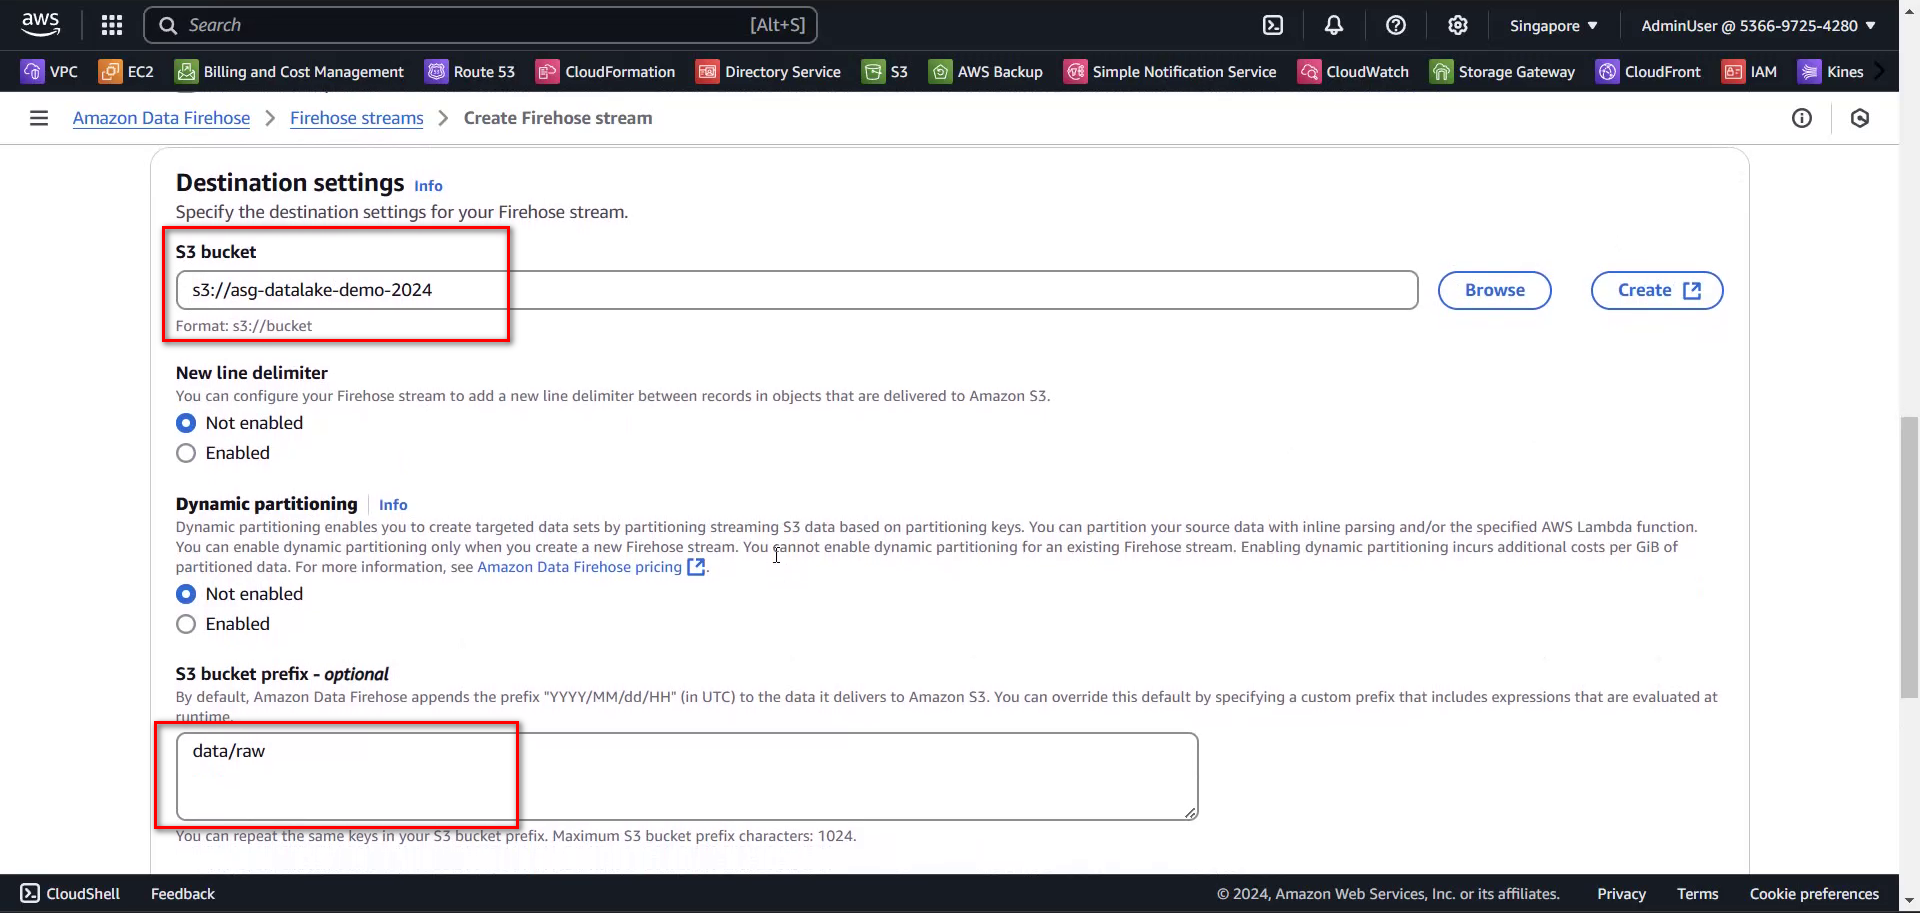 aws
Search [Alt+S] Singapore AdminUser @ 5366-9725-4280
VPC EC2 Billing and Cost Management Route 53 CloudFormation Directory Service S3 AWS Backup Simple Notification Service CloudWatch Storage Gateway CloudFront IAM Kines
Amazon Data Firehose > Firehose streams > Create Firehose stream
Destination settings Info
Specify the destination settings for your Firehose stream.
S3 bucket
s3://asg-datalake-demo-2024 Browse Create
Format: s3://bucket
New line delimiter
You can configure your Firehose stream to add a new line delimiter between records in objects that are delivered to Amazon S3.
Not enabled
Enabled
Dynamic partitioning Info
Dynamic partitioning enables you to create targeted data sets by partitioning streaming S3 data based on partitioning keys. You can partition your source data with inline parsing and/or the specified AWS Lambda function.
You can enable dynamic partitioning only when you create a new Firehose stream. You cannot enable dynamic partitioning for an existing Firehose stream. Enabling dynamic partitioning incurs additional costs per GiB of
partitioned data. For more information, see Amazon Data Firehose pricing.
Not enabled
Enabled
S3 bucket prefix - optional
By default, Amazon Data Firehose appends the prefix "YYYY/MM/dd/HH" (in UTC) to the data it delivers to Amazon S3. You can override this default by specifying a custom prefix that includes expressions that are evaluated at
runtime.
data/raw
You can repeat the same keys in your S3 bucket prefix. Maximum S3 bucket prefix characters: 1024.
CloudShell Feedback © 2024, Amazon Web Services, Inc. or its affiliates. Privacy Terms Cookie preferences